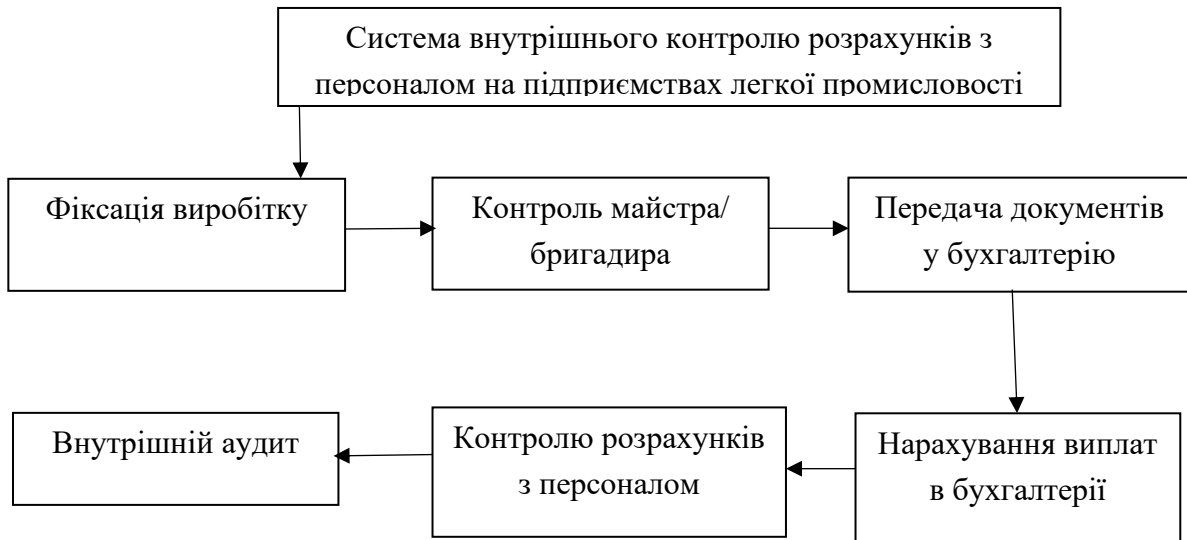 Система внутрішнього контролю розрахунків з
персоналом на підприємствах легкої промисловості
Фіксація виробітку
Контроль майстра/
бригадира
Передача документів
у бухгалтерію
Внутрішній аудит
Контролю розрахунків
з персоналом
Нарахування виплат
в бухгалтерії